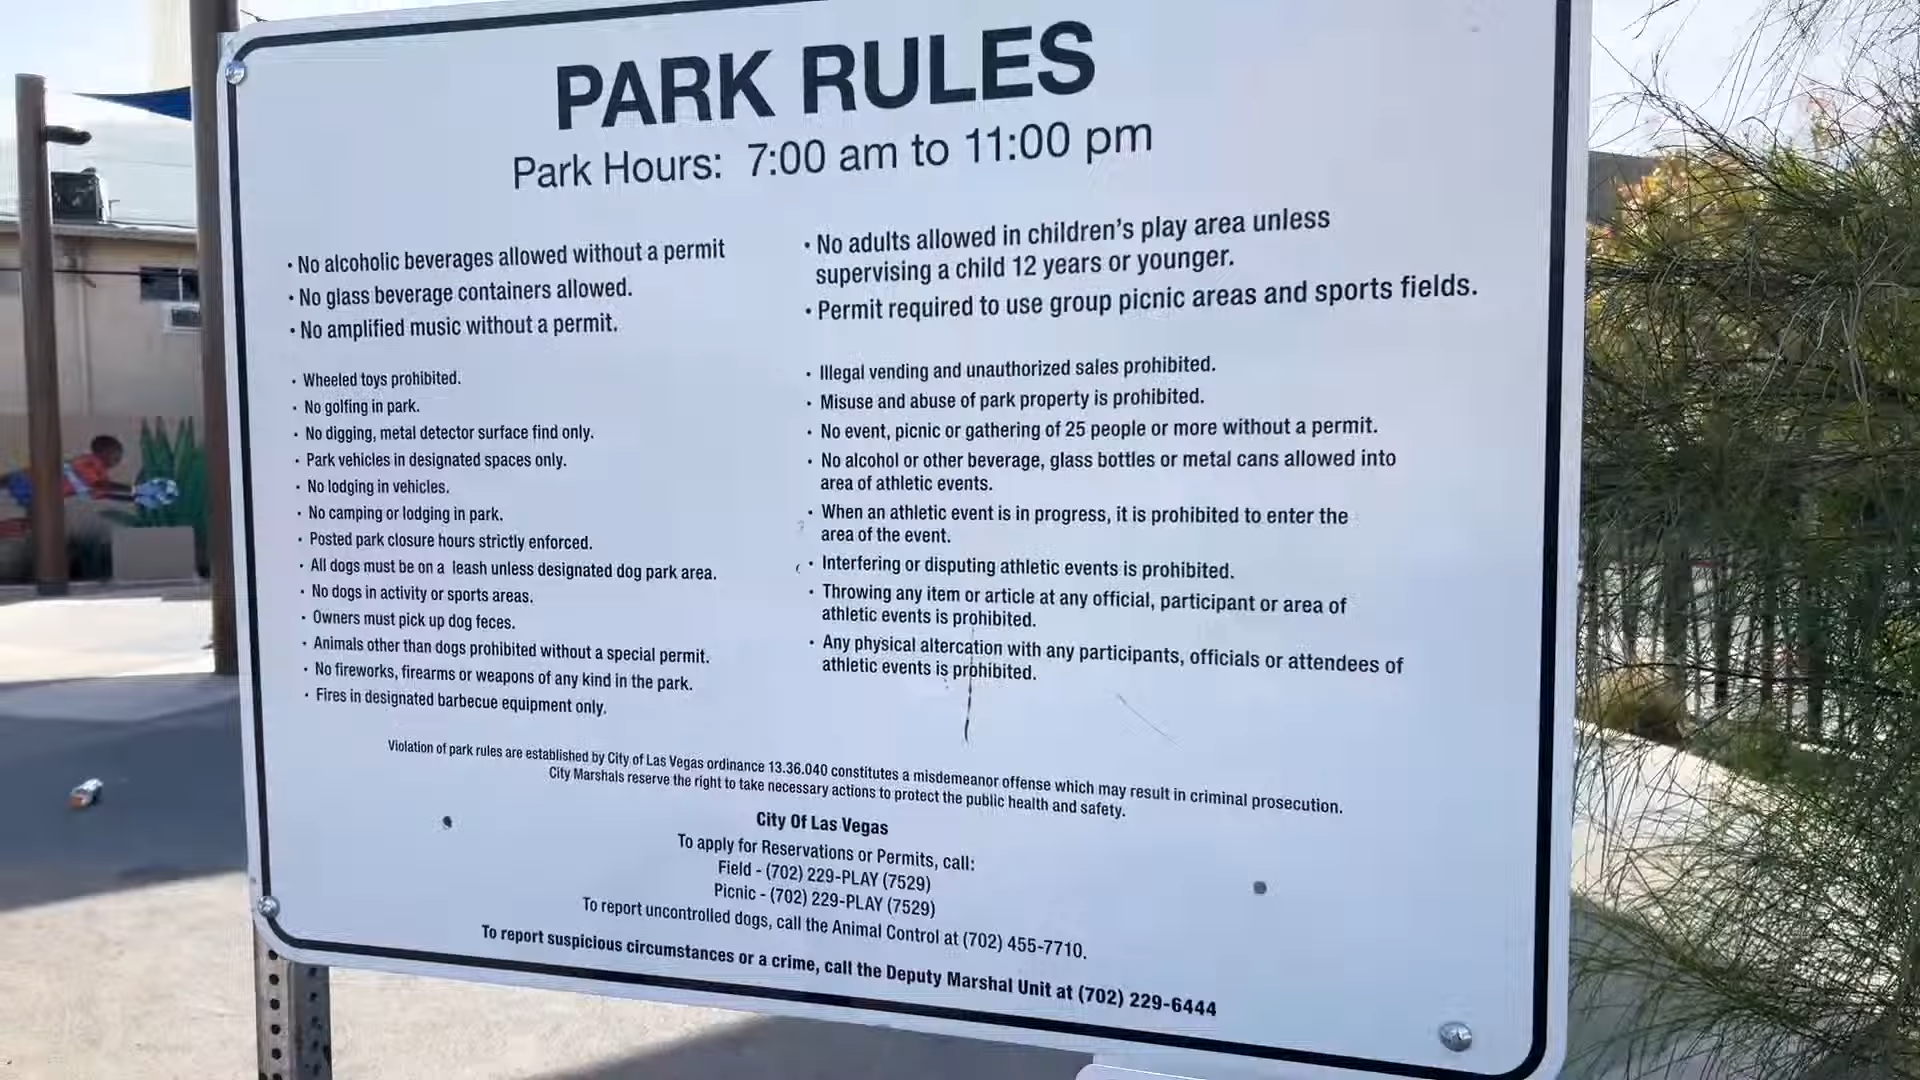 PARK RULES
Park Hours: 7:00 am to 11:00 pm
• No alcoholic beverages allowed without a permit
• No glass beverage containers allowed.
• No amplified music without a permit.
• Wheeled toys prohibited.
• No golfing in park.
• No digging, metal detector surface find only.
• Park vehicles in designated spaces only.
• No lodging in vehicles.
• No camping or lodging in park.
• Posted park closure hours strictly enforced.
• All dogs must be on a leash unless designated dog park area.
• No dogs in activity or sports areas.
• Owners must pick up dog feces.
• Animals other than dogs prohibited without a special permit.
• No fireworks, firearms or weapons of any kind in the park.
• Fires in designated barbecue equipment only.
• No adults allowed in children's play area unless
supervising a child 12 years or younger.
• Permit required to use group picnic areas and sports fields.
• Illegal vending and unauthorized sales prohibited.
• Misuse and abuse of park property is prohibited.
• No event, picnic or gathering of 25 people or more without a permit.
• No alcohol or other beverage, glass bottles or metal cans allowed into
area of athletic events.
• When an athletic event is in progress, it is prohibited to enter the
area of the event.
• Interfering or disputing athletic events is prohibited.
• Throwing any item or article at any official, participant or area of
athletic events is prohibited.
• Any physical altercation with any participants, officials or attendees of
athletic events is prohibited.
Violation of park rules are established by City of Las Vegas ordinance 13.36.040 constitutes a misdemeanor offense which may result in criminal prosecution.
City Marshals reserve the right to take necessary actions to protect the public health and safety.
City Of Las Vegas
To apply for Reservations or Permits, call:
Field - (702) 229-PLAY (7529)
Picnic - (702) 229-PLAY (7529)
To report uncontrolled dogs, call the Animal Control at (702) 455-7710.
To report suspicious circumstances or a crime, call the Deputy Marshal Unit at (702) 229-6444